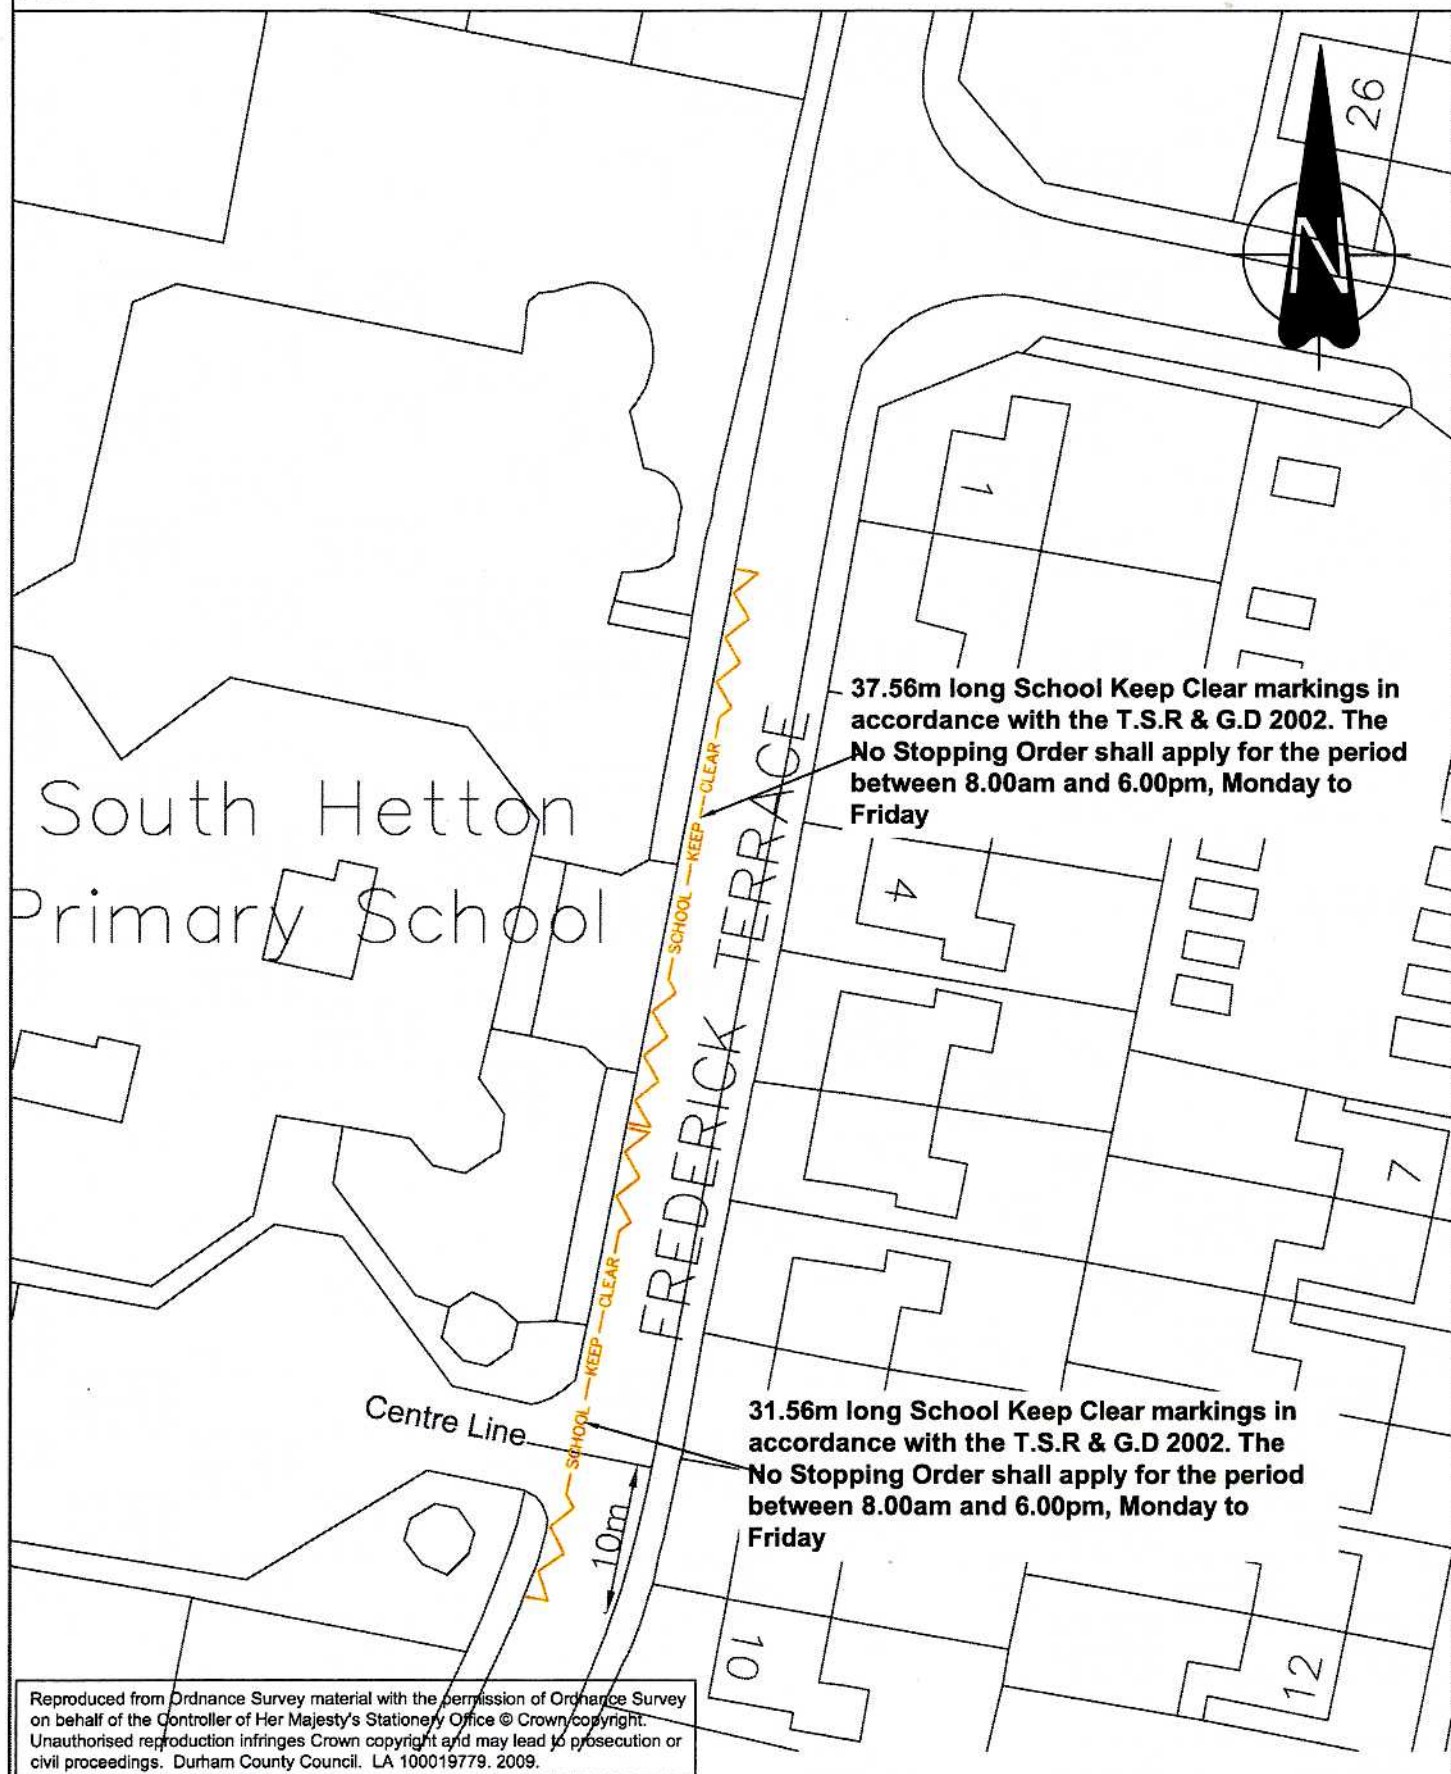 26
N
1
37.56m long School Keep Clear markings in
accordance with the T.S.R & G.D 2002. The
No Stopping Order shall apply for the period
between 8.00am and 6.00pm, Monday to
Friday
South Hetton
Primary School
SCHOOL KEEP CLEAR
FREDERICK TERRACE
4
7
SCHOOL KEEP CLEAR
Centre Line
10m
31.56m long School Keep Clear markings in
accordance with the T.S.R & G.D 2002. The
No Stopping Order shall apply for the period
between 8.00am and 6.00pm, Monday to
Friday
10
12
Reproduced from Ordnance Survey material with the permission of Ordnance Survey
on behalf of the Controller of Her Majesty's Stationery Office © Crown copyright.
Unauthorised reproduction infringes Crown copyright and may lead to prosecution or
civil proceedings. Durham County Council. LA 100019779. 2009.